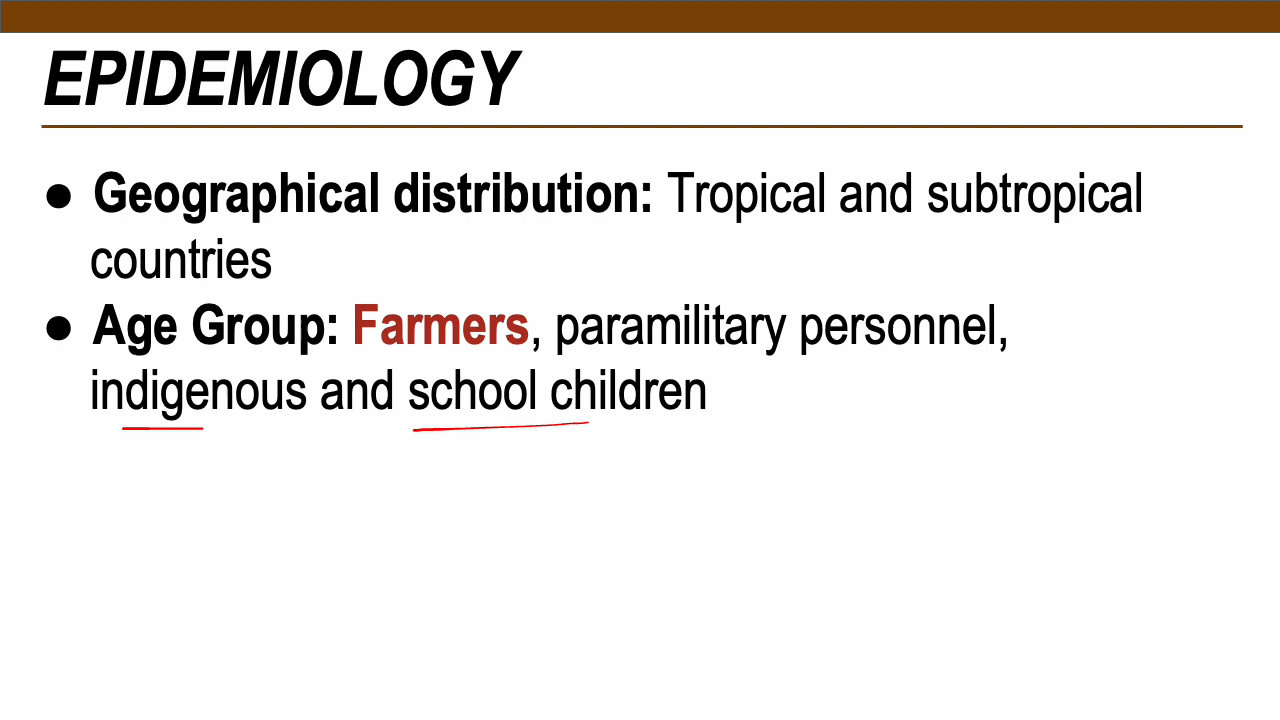 EPIDEMIOLOGY
● Geographical distribution: Tropical and subtropical
countries
● Age Group: Farmers, paramilitary personnel,
indigenous and school children